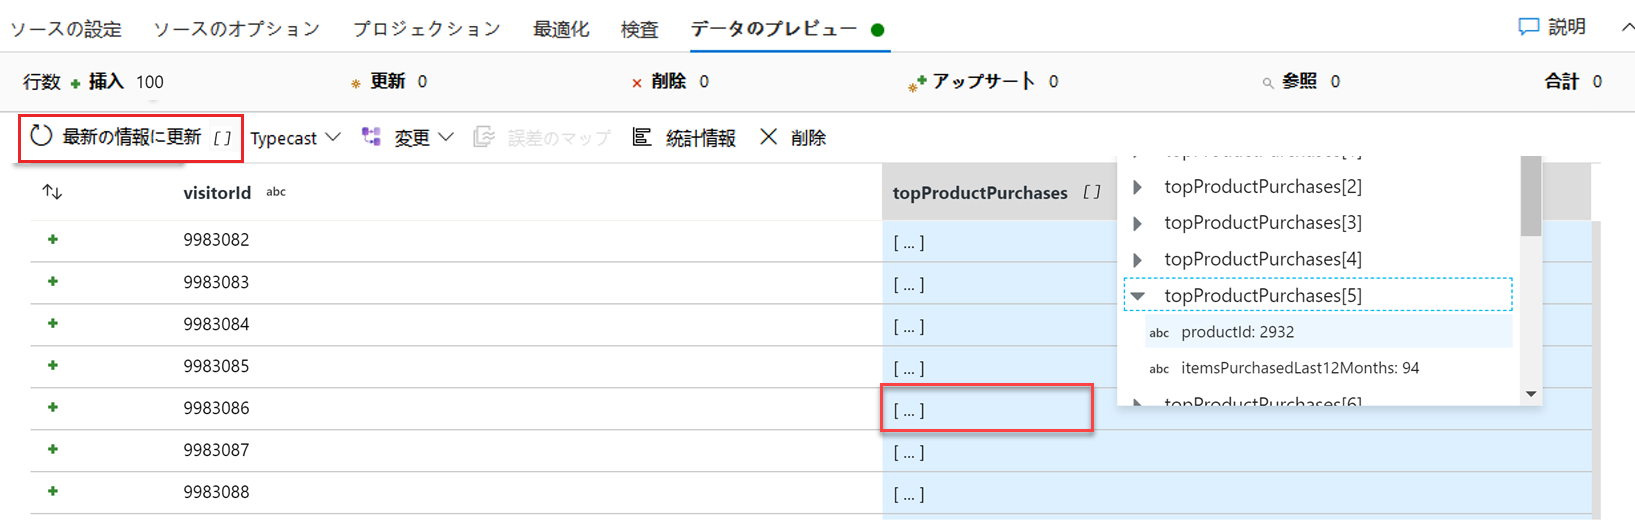 ソースの設定 ソースのオプション プロジェクション 最適化 検査 データのプレビュー 説明
行数 挿入 100 更新 0 削除 0 アップサート 0 参照 0 合計 0
最新の情報に更新 [ ] Typecast 変更 誤差のマップ 統計情報 削除
visitorId abc topProductPurchases [ ]
9983082 [ ... ]
9983083 [ ... ]
9983084 [ ... ]
9983085 [ ... ]
9983086 [ ... ]
9983087 [ ... ]
9983088 [ ... ]
topProductPurchases[2]
topProductPurchases[3]
topProductPurchases[4]
topProductPurchases[5]
abc productId: 2932
abc itemsPurchasedLast12Months: 94
topProductPurchases[6]